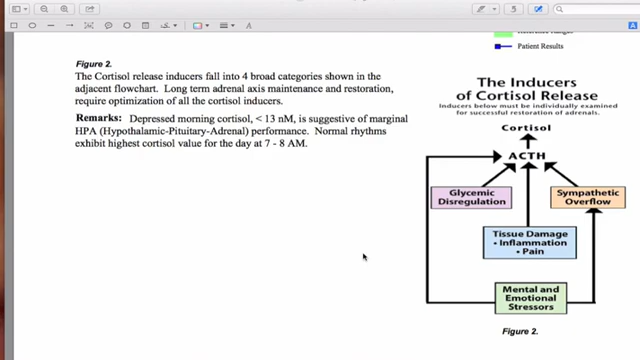 Reference Ranges
Patient Results
Figure 2.
The Cortisol release inducers fall into 4 broad categories shown in the
adjacent flowchart. Long term adrenal axis maintenance and restoration,
require optimization of all the cortisol inducers.
Remarks: Depressed morning cortisol, < 13 nM, is suggestive of marginal
HPA (Hypothalamic-Pituitary-Adrenal) performance. Normal rhythms
exhibit highest cortisol value for the day at 7 - 8 AM.
The Inducers
of Cortisol Release
Inducers below must be individually examined
for successful restoration of adrenals.
Cortisol
ACTH
Glycemic
Disregulation
Sympathetic
Overflow
Tissue Damage
• Inflammation
• Pain
Mental and
Emotional
Stressors
Figure 2.